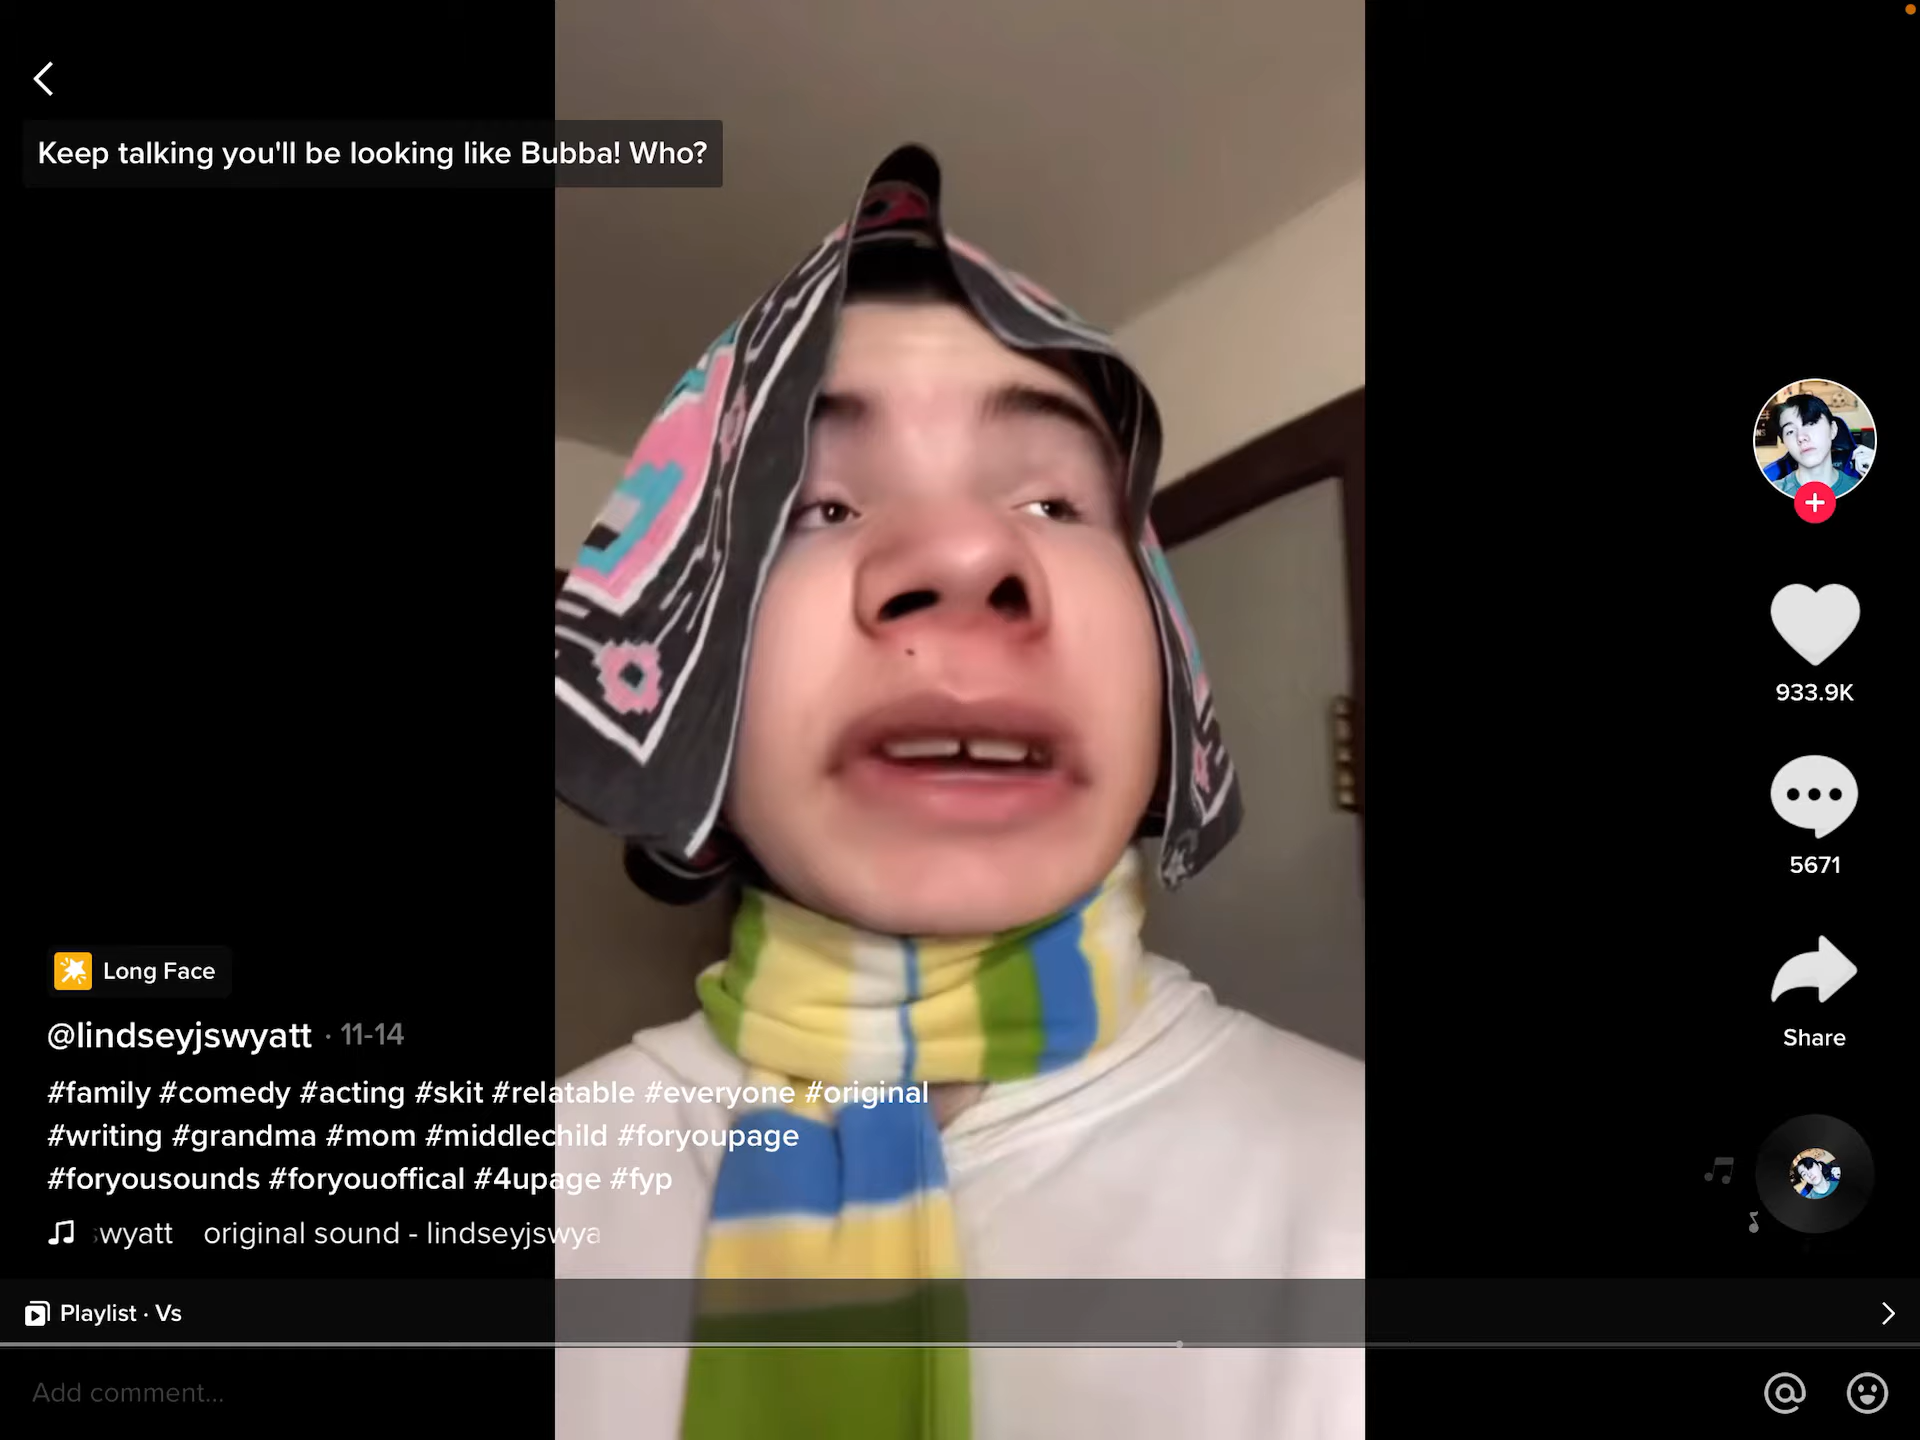 Keep talking you'll be looking like Bubba! Who?
933.9K
5671
Share
Long Face
@lindseyjswyatt · 11-14
#family #comedy #acting #skit #relatable #everyone #original
#writing #grandma #mom #middlechild #foryoupage
#foryousounds #foryouoffical #4upage #fyp
swyatt original sound - lindseyjswya
Playlist · Vs
Add comment...